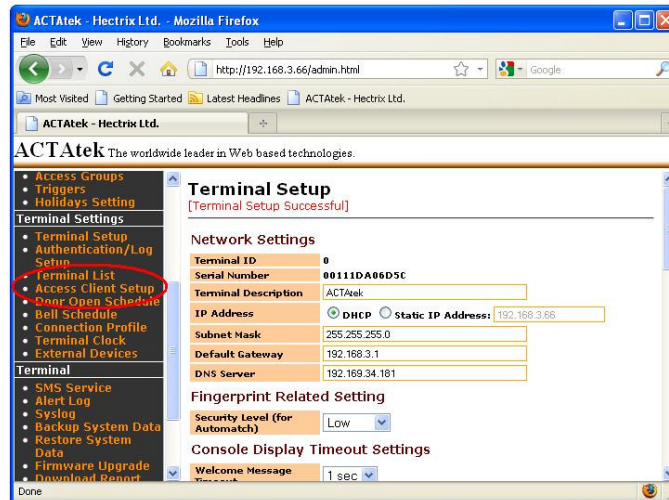 ACTAtek - Hectrix Ltd. - Mozilla Firefox
File Edit View History Bookmarks Tools Help
http://192.168.3.66/admin.html
Google
Most Visited Getting Started Latest Headlines ACTAtek - Hectrix Ltd.
ACTAtek - Hectrix Ltd.
ACTAtek The worldwide leader in Web based technologies.
Access Groups
Triggers
Holidays Setting
Terminal Settings
Terminal Setup
Authentication/Log
Setup
Terminal List
Access Client Setup
Door Open Schedule
Bell Schedule
Connection Profile
Terminal Clock
External Devices
Terminal
SMS Service
Alert Log
Syslog
Backup System Data
Restore System
Data
Firmware Upgrade
Download Report
Terminal Setup
[Terminal Setup Successful]
Network Settings
Terminal ID 0
Serial Number 00111DA06D5C
Terminal Description ACTAtek
IP Address DHCP Static IP Address: 192.168.3.66
Subnet Mask 255.255.255.0
Default Gateway 192.168.3.1
DNS Server 192.169.34.181
Fingerprint Related Setting
Security Level (for
Automatch) Low
Console Display Timeout Settings
Welcome Message
Timeout 1 sec
Done